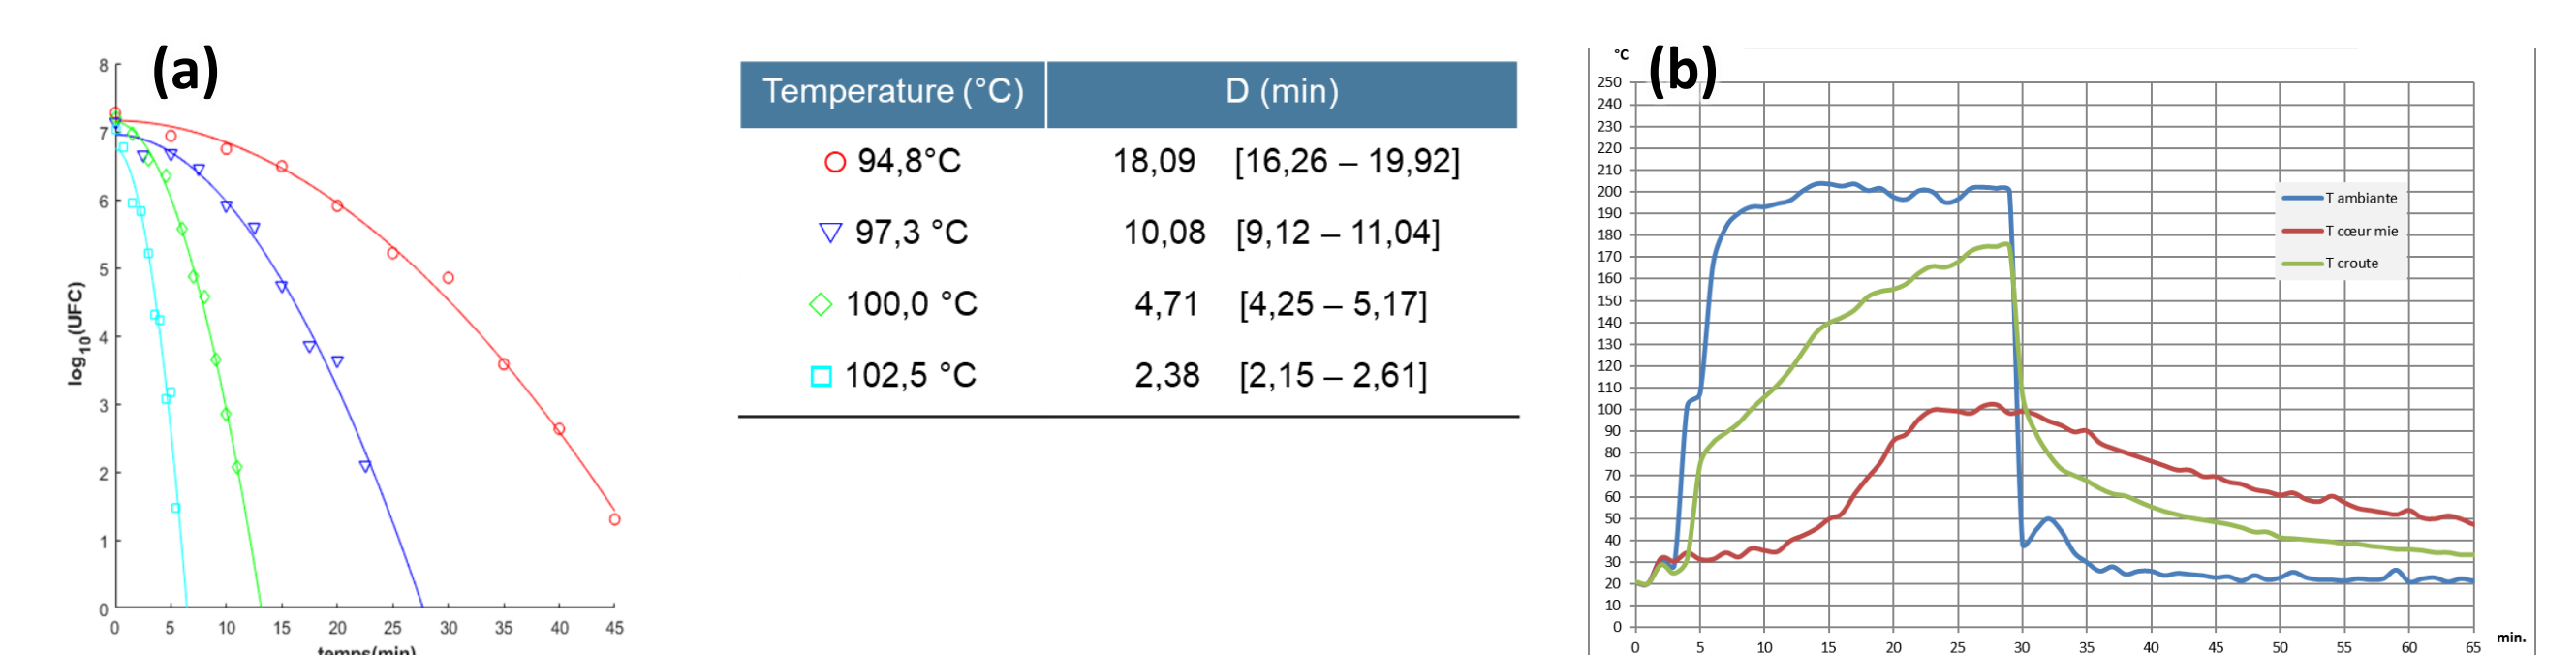 (a)
8
7
6
5
4
3
2
1
0
log10(UFC)
0 5 10 15 20 25 30 35 40 45
temps(min)
Temperature (°C) D (min)
94,8°C 18,09 [16,26 – 19,92]
97,3 °C 10,08 [9,12 – 11,04]
100,0 °C 4,71 [4,25 – 5,17]
102,5 °C 2,38 [2,15 – 2,61]
°C
(b)
250
240
230
220
210
200
190
180
170
160
150
140
130
120
110
100
90
80
70
60
50
40
30
20
10
0
T ambiante
T cœur mie
T croute
0 5 10 15 20 25 30 35 40 45 50 55 60 65
min.